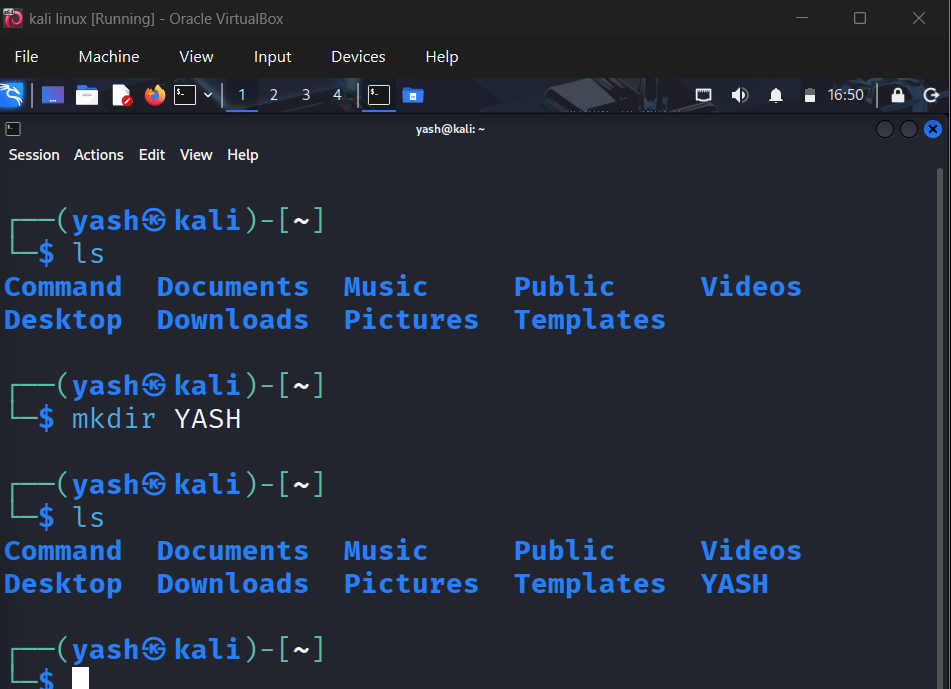 kali linux [Running] - Oracle VirtualBox
File Machine View Input Devices Help
1 2 3 4 16:50
yash@kali: ~
Session Actions Edit View Help
┌──(yash㉿kali)-[~]
└─$ ls
Command Documents Music Public Videos
Desktop Downloads Pictures Templates
┌──(yash㉿kali)-[~]
└─$ mkdir YASH
┌──(yash㉿kali)-[~]
└─$ ls
Command Documents Music Public Videos
Desktop Downloads Pictures Templates YASH
┌──(yash㉿kali)-[~]
└─$